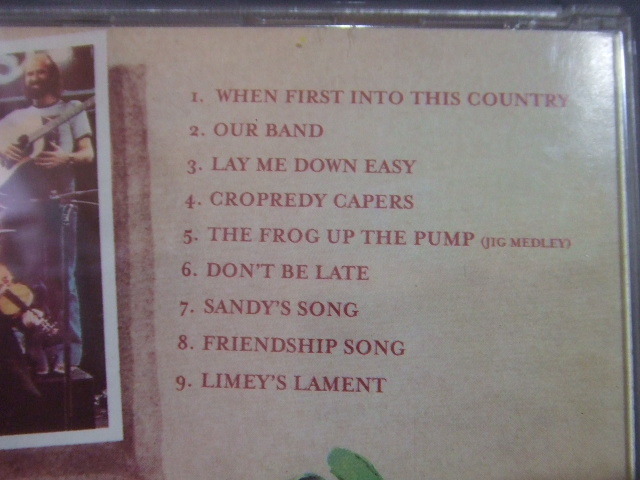 1. WHEN FIRST INTO THIS COUNTRY
2. OUR BAND
3. LAY ME DOWN EASY
4. CROPREDY CAPERS
5. THE FROG UP THE PUMP (JIG MEDLEY)
6. DON'T BE LATE
7. SANDY'S SONG
8. FRIENDSHIP SONG
9. LIMEY'S LAMENT